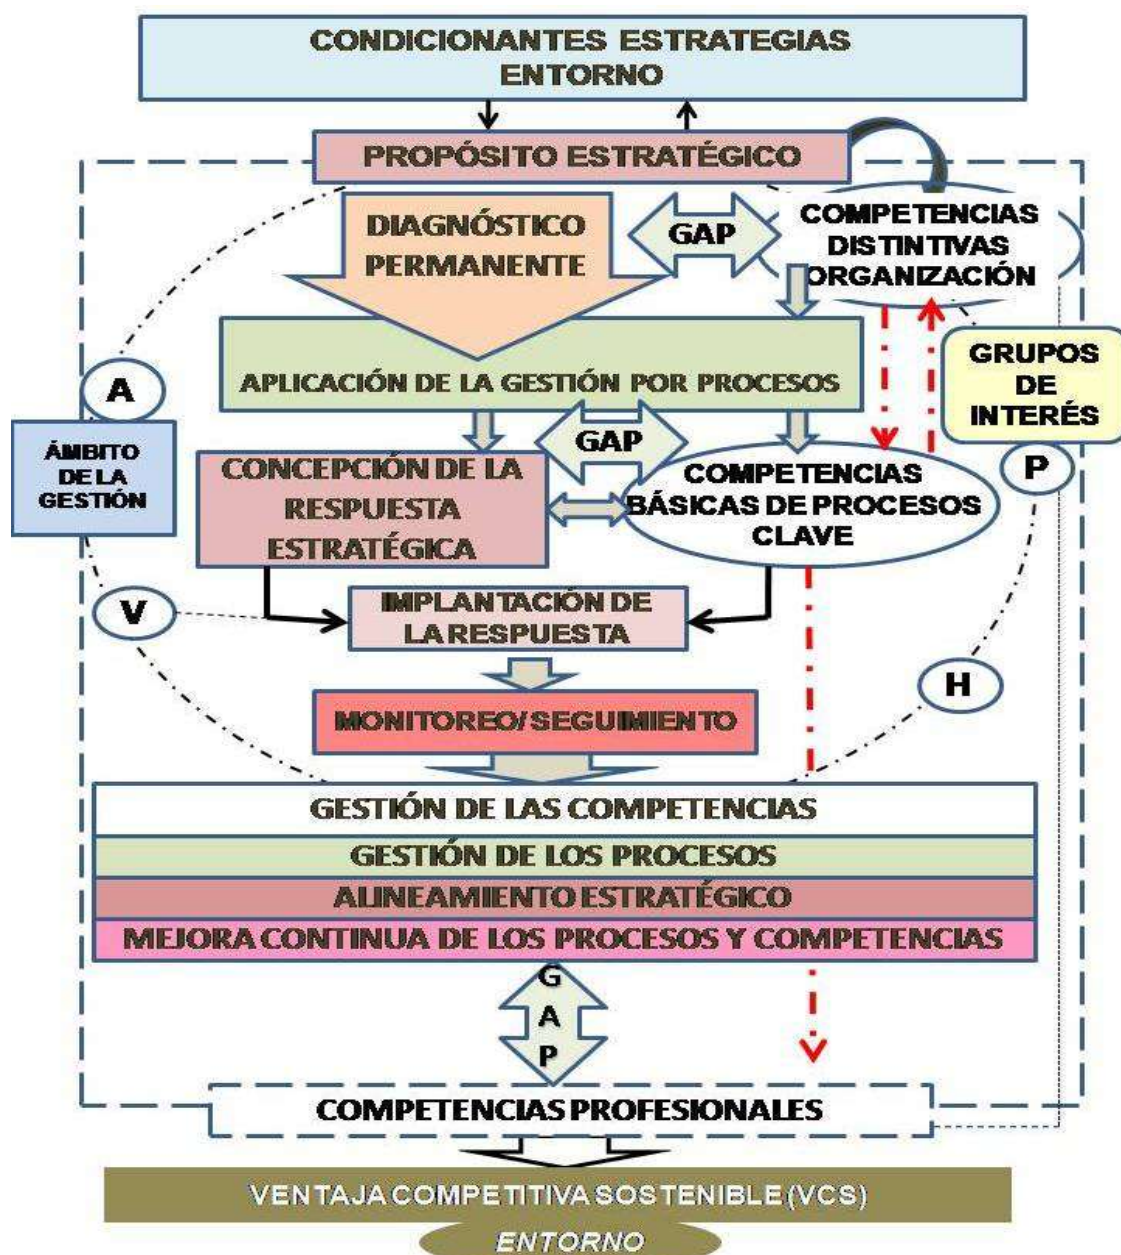 CONDICIONANTES ESTRATEGIAS
ENTORNO
PROPÓSITO ESTRATÉGICO
DIAGNÓSTICO
PERMANENTE
GAP
COMPETENCIAS
DISTINTIVAS
ORGANIZACIÓN
APLICACIÓN DE LA GESTIÓN POR PROCESOS
GRUPOS
DE
INTERÉS
A
ÁMBITO
DE LA
GESTIÓN
GAP
CONCEPCIÓN DE LA
RESPUESTA
ESTRATÉGICA
COMPETENCIAS
BÁSICAS DE PROCESOS
CLAVE
P
V
IMPLANTACIÓN DE
LA RESPUESTA
H
MONITOREO/ SEGUIMIENTO
GESTIÓN DE LAS COMPETENCIAS
GESTIÓN DE LOS PROCESOS
ALINEAMIENTO ESTRATÉGICO
MEJORA CONTINUA DE LOS PROCESOS Y COMPETENCIAS
G
A
P
COMPETENCIAS PROFESIONALES
VENTAJA COMPETITIVA SOSTENIBLE (VCS)
ENTORNO